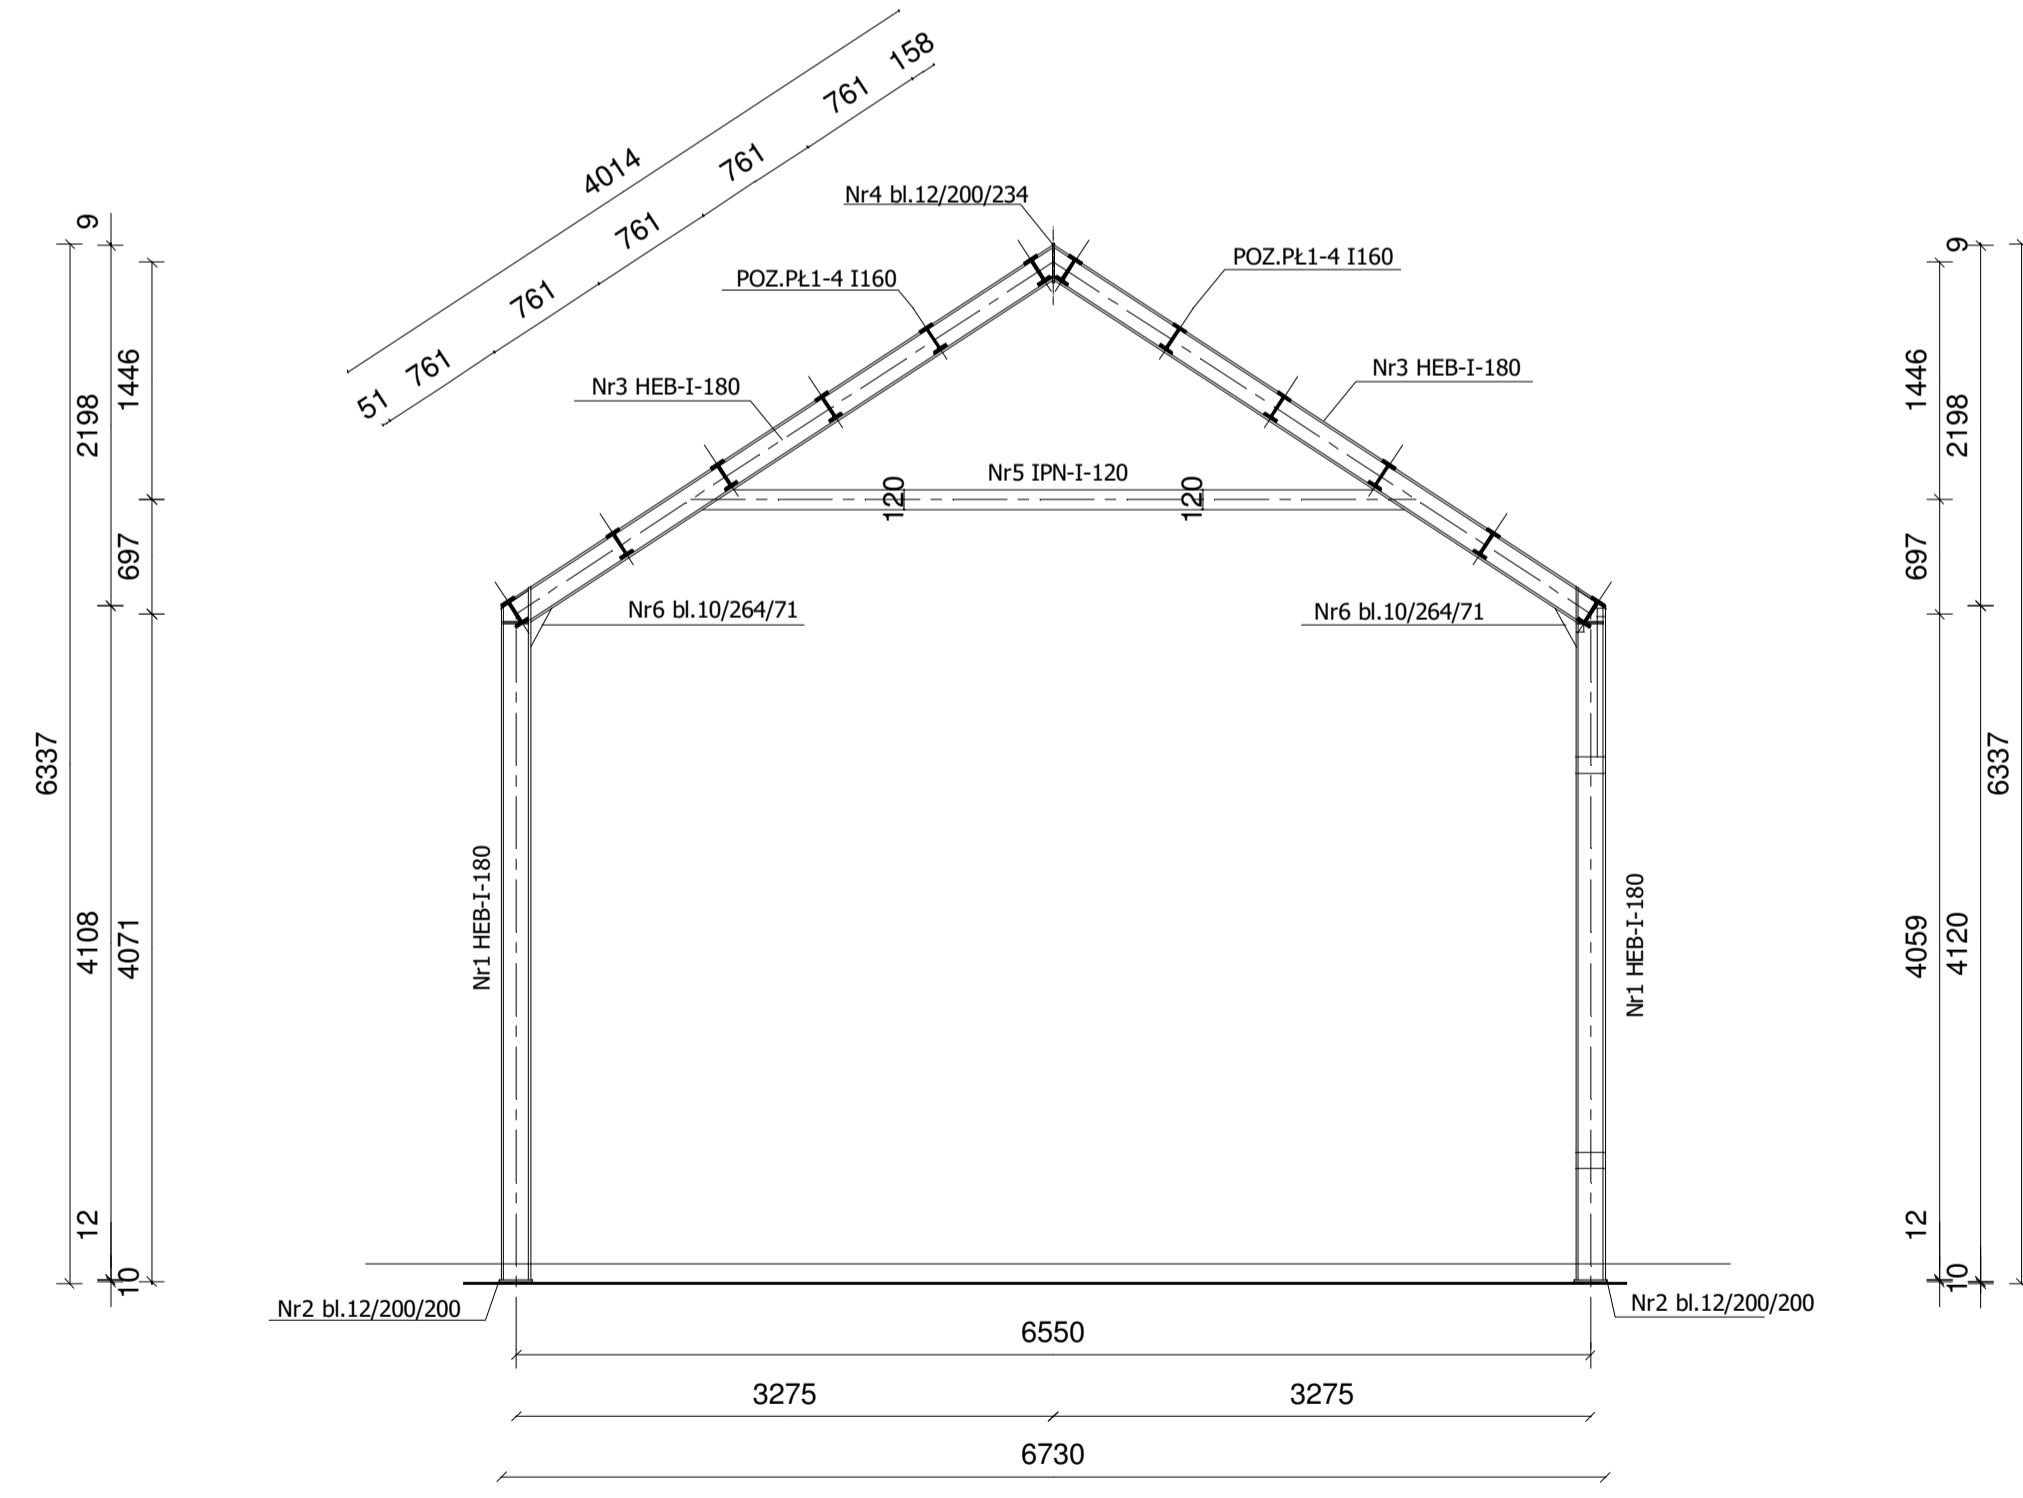 4014
158
761
761
761
761
761
51
Nr4 bl.12/200/234
POZ.PŁ1-4 I160
POZ.PŁ1-4 I160
Nr3 HEB-I-180
Nr3 HEB-I-180
Nr5 IPN-I-120
120
120
Nr6 bl.10/264/71
Nr6 bl.10/264/71
9
1446
2198
697
6337
4108
4071
12
10
Nr1 HEB-I-180
Nr1 HEB-I-180
9
1446
2198
697
6337
4059
4120
12
10
Nr2 bl.12/200/200
Nr2 bl.12/200/200
6550
3275
3275
6730